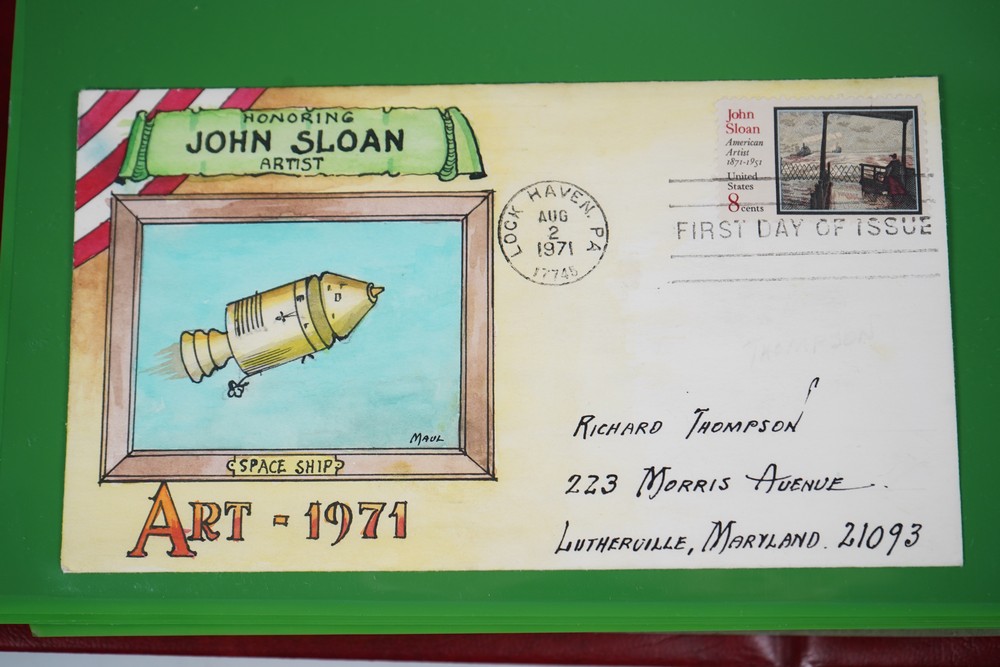 HONORING
JOHN SLOAN
ARTIST
MAUL
SPACE SHIP
ART - 1971
LOCK HAVEN, PA
AUG
2
1971
17745
John
Sloan
American
Artist
1871-1951
United
States
8 cents
FIRST DAY OF ISSUE
RICHARD THOMPSON
223 MORRIS AVENUE
LUTHERVILLE, MARYLAND. 21093